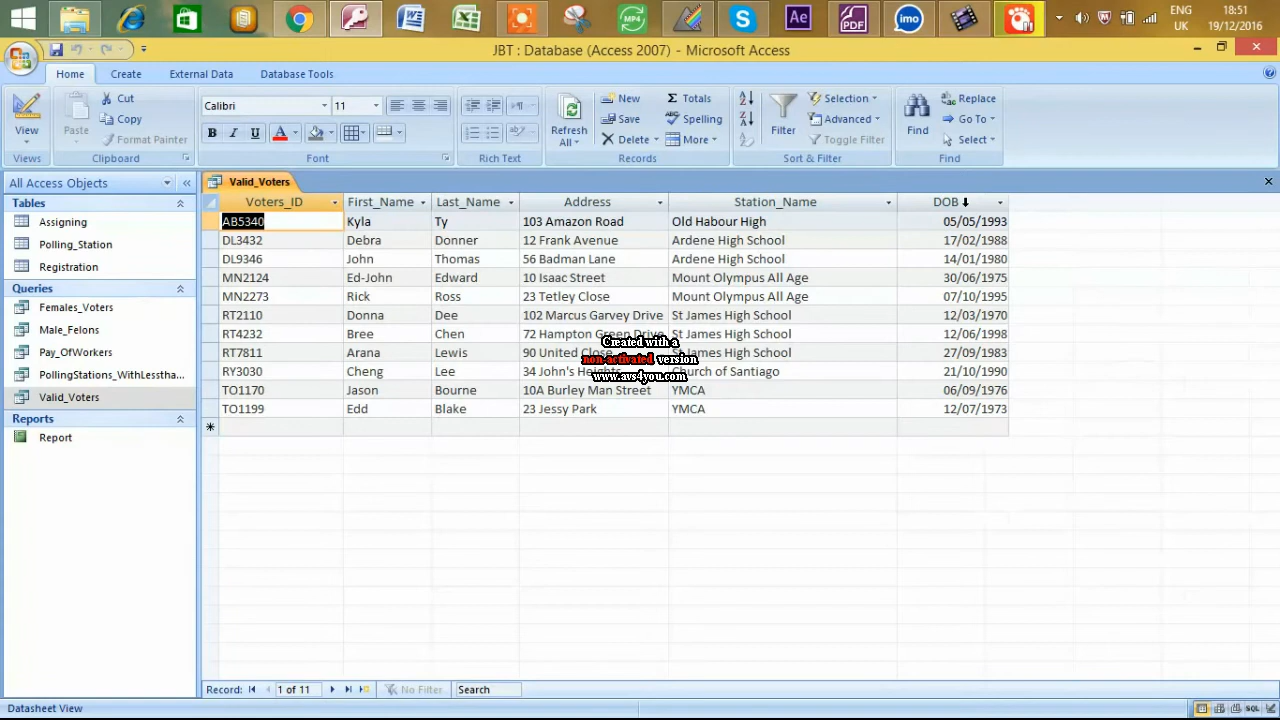 ENG 18:51
UK 19/12/2016
JBT : Database (Access 2007) - Microsoft Access
Home Create External Data Database Tools
View
Views
Paste
Cut
Copy
Format Painter
Clipboard
Calibri 11
B I U A
Font
Rich Text
Refresh
All
New
Save
Delete
Totals
Spelling
More
Records
Filter
Selection
Advanced
Toggle Filter
Sort & Filter
Find
Replace
Go To
Select
Find
All Access Objects
Tables
Assigning
Polling_Station
Registration
Queries
Females_Voters
Male_Felons
Pay_OfWorkers
PollingStations_WithLesstha...
Valid_Voters
Reports
Report
Valid_Voters
Voters_ID First_Name Last_Name Address Station_Name DOB
AB5340 Kyla Ty 103 Amazon Road Old Habour High 05/05/1993
DL3432 Debra Donner 12 Frank Avenue Ardene High School 17/02/1988
DL9346 John Thomas 56 Badman Lane Ardene High School 14/01/1980
MN2124 Ed-John Edward 10 Isaac Street Mount Olympus All Age 30/06/1975
MN2273 Rick Ross 23 Tetley Close Mount Olympus All Age 07/10/1995
RT2110 Donna Dee 102 Marcus Garvey Drive St James High School 12/03/1970
RT4232 Bree Chen 72 Hampton Green Drive St James High School 12/06/1998
RT7811 Arana Lewis 90 United Close St James High School 27/09/1983
RY3030 Cheng Lee 34 John's Heights Church of Santiago 21/10/1990
TO1170 Jason Bourne 10A Burley Man Street YMCA 06/09/1976
TO1199 Edd Blake 23 Jessy Park YMCA 12/07/1973
Created with a
non-activated version
www.avs4you.com
Record: 1 of 11 No Filter Search
Datasheet View
SQL